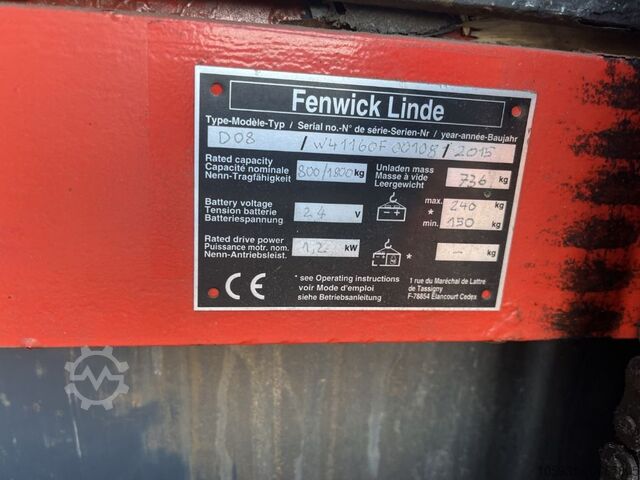 Fenwick Linde
Type-Modèle-Typ / Serial no.-N° de série-Serien-Nr / year-année-Baujahr
D08 / W41160F00108 / 2015
Rated capacity
Capacité nominale
Nenn-Tragfähigkeit
800/1800 kg
Unladen mass
Masse à vide
Leergewicht
736 kg
Battery voltage
Tension batterie
Batteriespannung
24 V
max. 240 kg
*
min. 150 kg
Rated drive power
Puissance motr. nom.
Nenn-Antriebsleist.
1,2 kW
* - kg
CE
*see Operating instructions
voir Mode d'emploi
siehe Betriebsanleitung
1 rue du Maréchal de Lattre
de Tassigny
F-78854 Elancourt Cedex